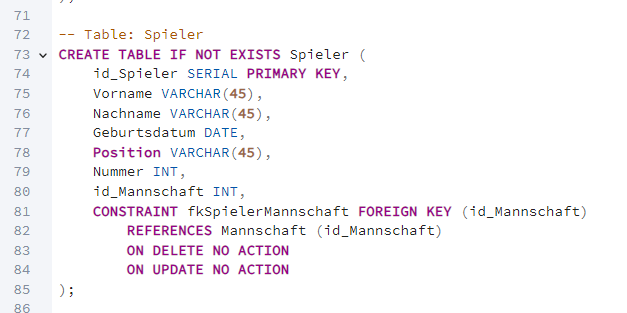 71
72 -- Table: Spieler
73 CREATE TABLE IF NOT EXISTS Spieler (
74 id_Spieler SERIAL PRIMARY KEY,
75 Vorname VARCHAR(45),
76 Nachname VARCHAR(45),
77 Geburtsdatum DATE,
78 Position VARCHAR(45),
79 Nummer INT,
80 id_Mannschaft INT,
81 CONSTRAINT fkSpielerMannschaft FOREIGN KEY (id_Mannschaft)
82 REFERENCES Mannschaft (id_Mannschaft)
83 ON DELETE NO ACTION
84 ON UPDATE NO ACTION
85 );
86